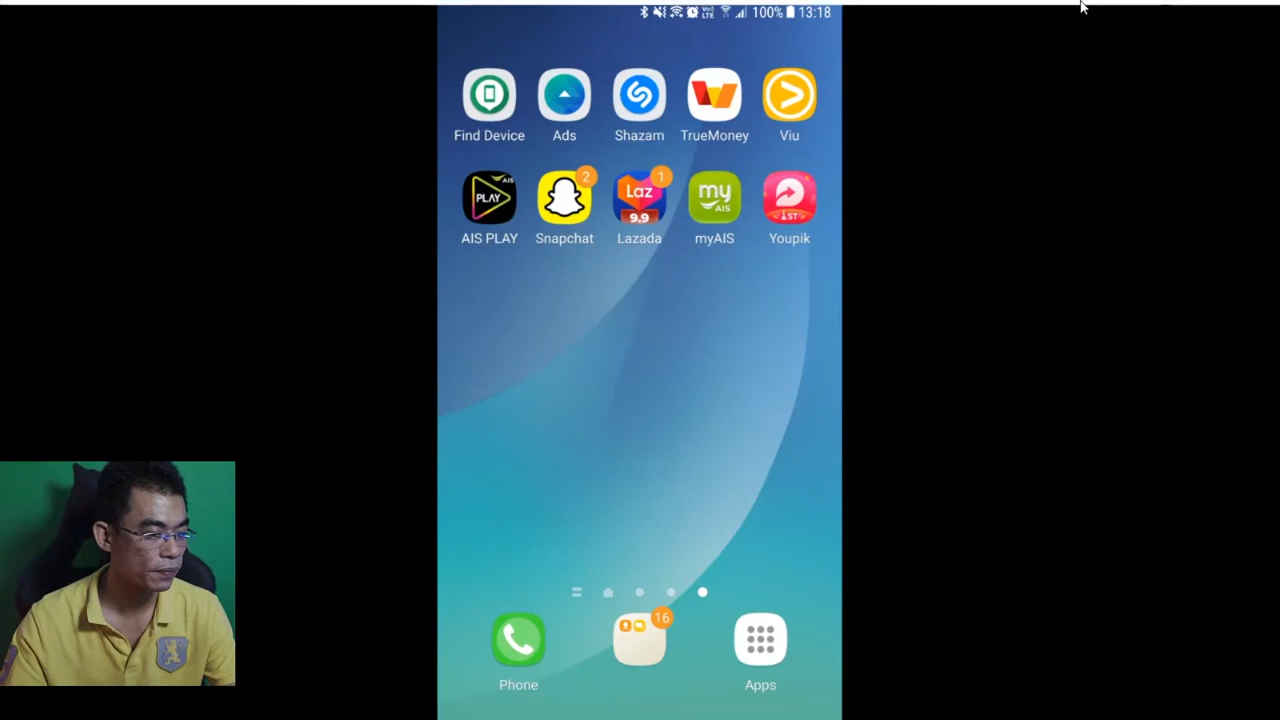 100% 13:18
Find Device Ads Shazam TrueMoney Viu
PLAY AIS 2 Laz 9.9 1 my AIS 1ST
AIS PLAY Snapchat Lazada myAIS Youpik
16
Phone Apps